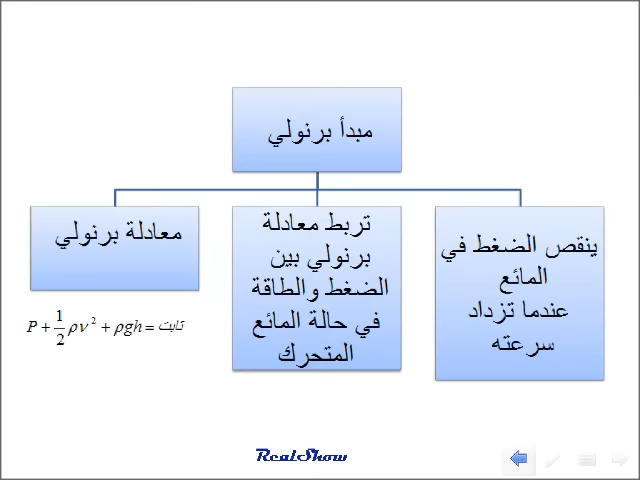 مبدأ برنولي
ينقص الضغط في
المائع
عندما تزداد
سرعته
تربط معادلة
برنولي بين
الضغط والطاقة
في حالة المائع
المتحرك
معادلة برنولي
P + 1/2 ρν² + ρgh = ثابت
RealShow